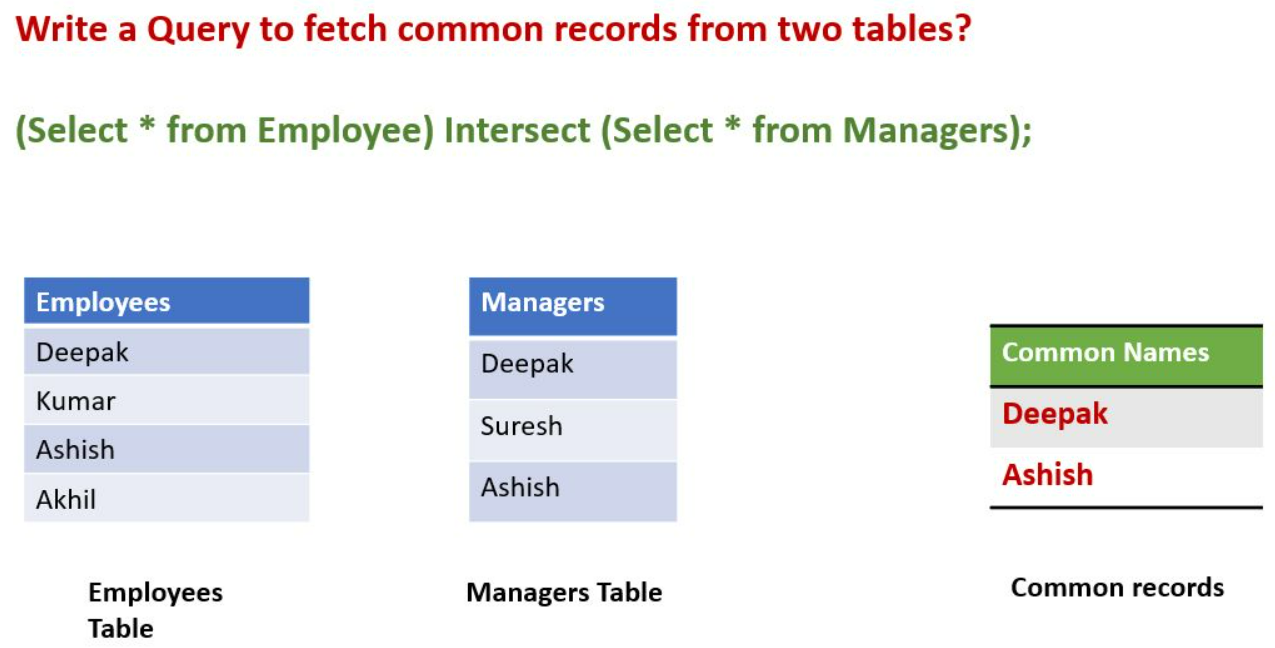 Write a Query to fetch common records from two tables?
(Select * from Employee) Intersect (Select * from Managers);
Employees
Deepak
Kumar
Ashish
Akhil
Employees
Table
Managers
Deepak
Suresh
Ashish
Managers Table
Common Names
Deepak
Ashish
Common records